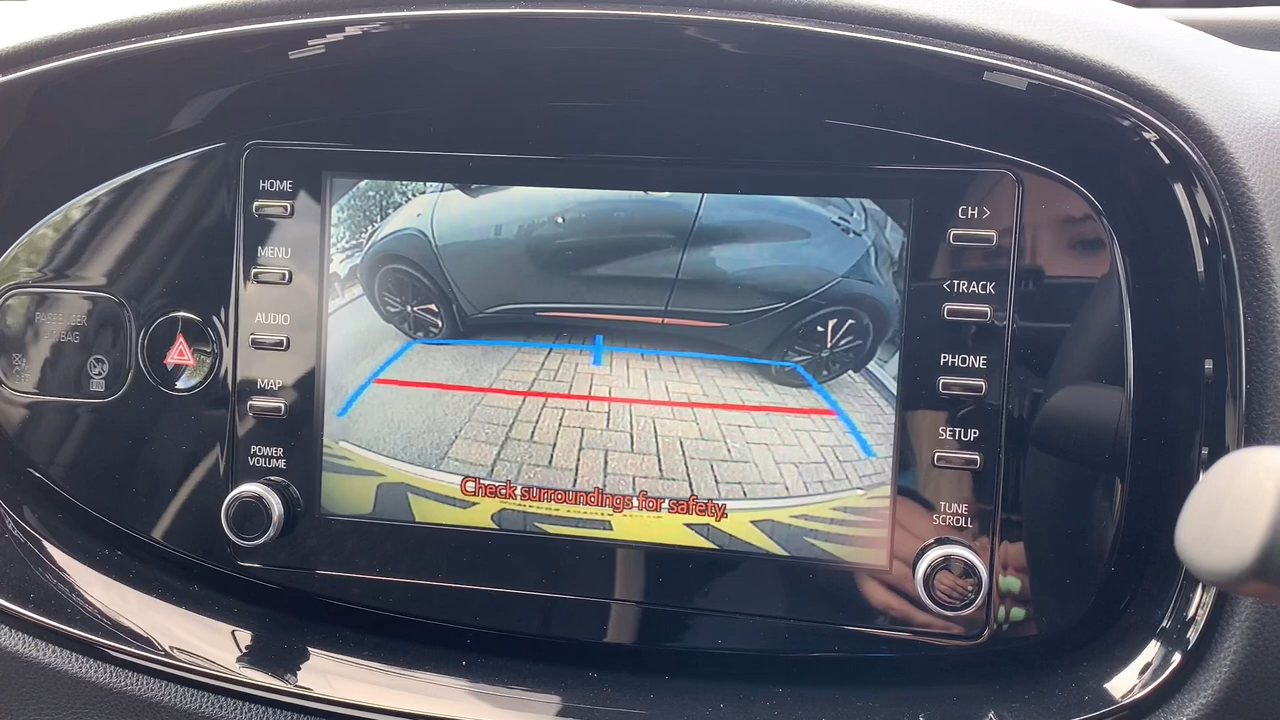 HOME
MENU
AUDIO
MAP
POWER
VOLUME
PASSENGER
AIRBAG
Check surroundings for safety.
CH >
<TRACK
PHONE
SETUP
TUNE
SCROLL